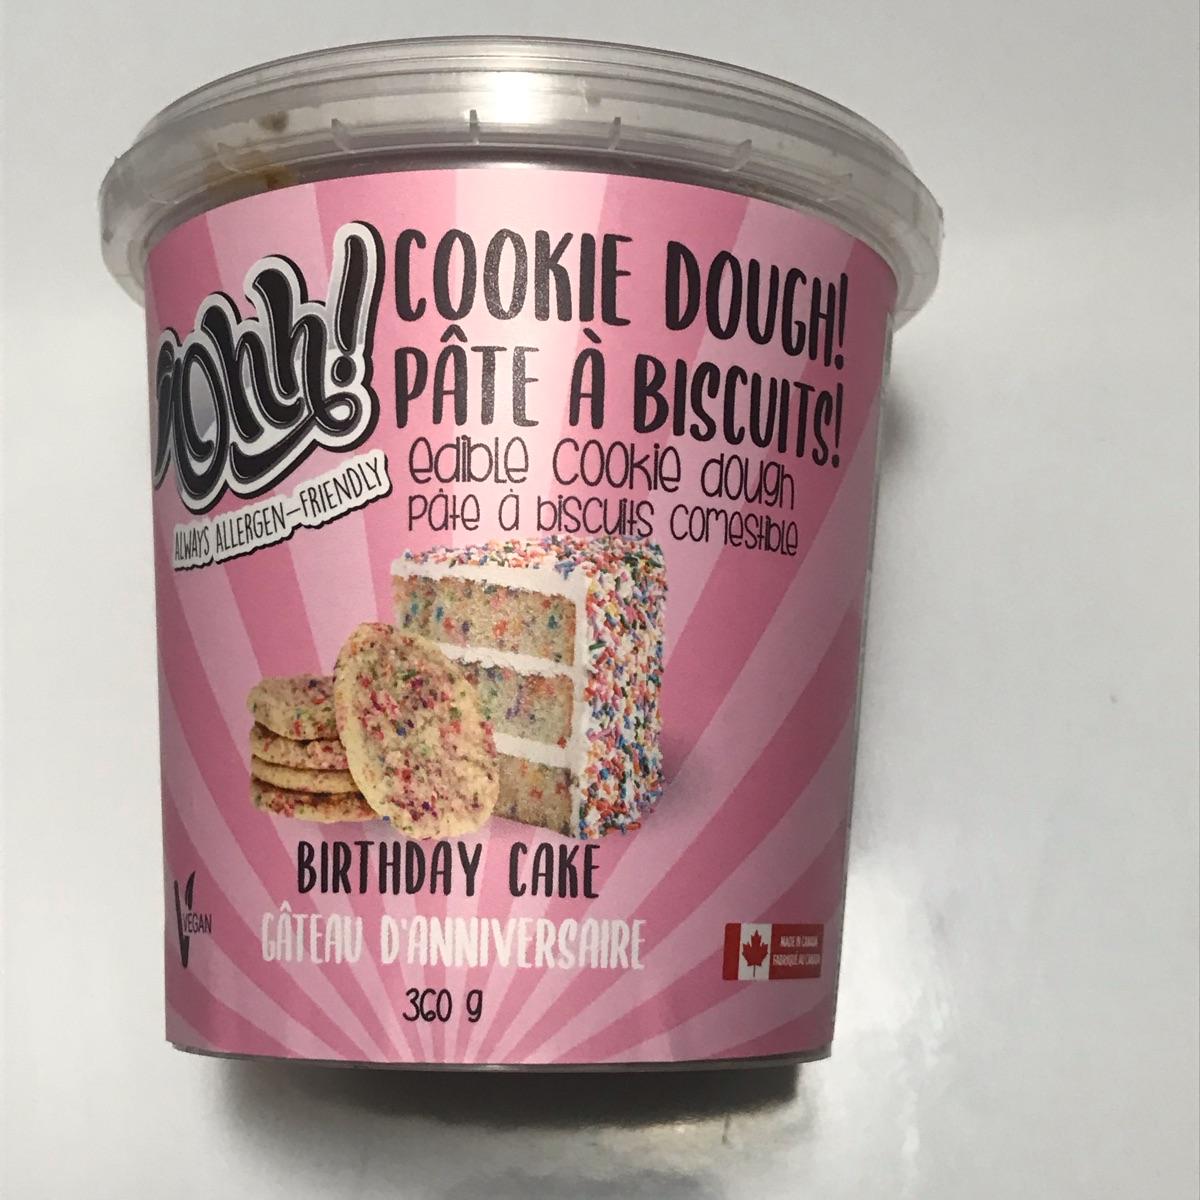 Ohh!
ALWAYS ALLERGEN-FRIENDLY
COOKIE DOUGH!
PÂTE À BISCUITS!
edible cookie dough
pâte à biscuits comestible
BIRTHDAY CAKE
GÂTEAU D'ANNIVERSAIRE
VEGAN
MADE IN CANADA
FABRIQUÉ AU CANADA
360 g